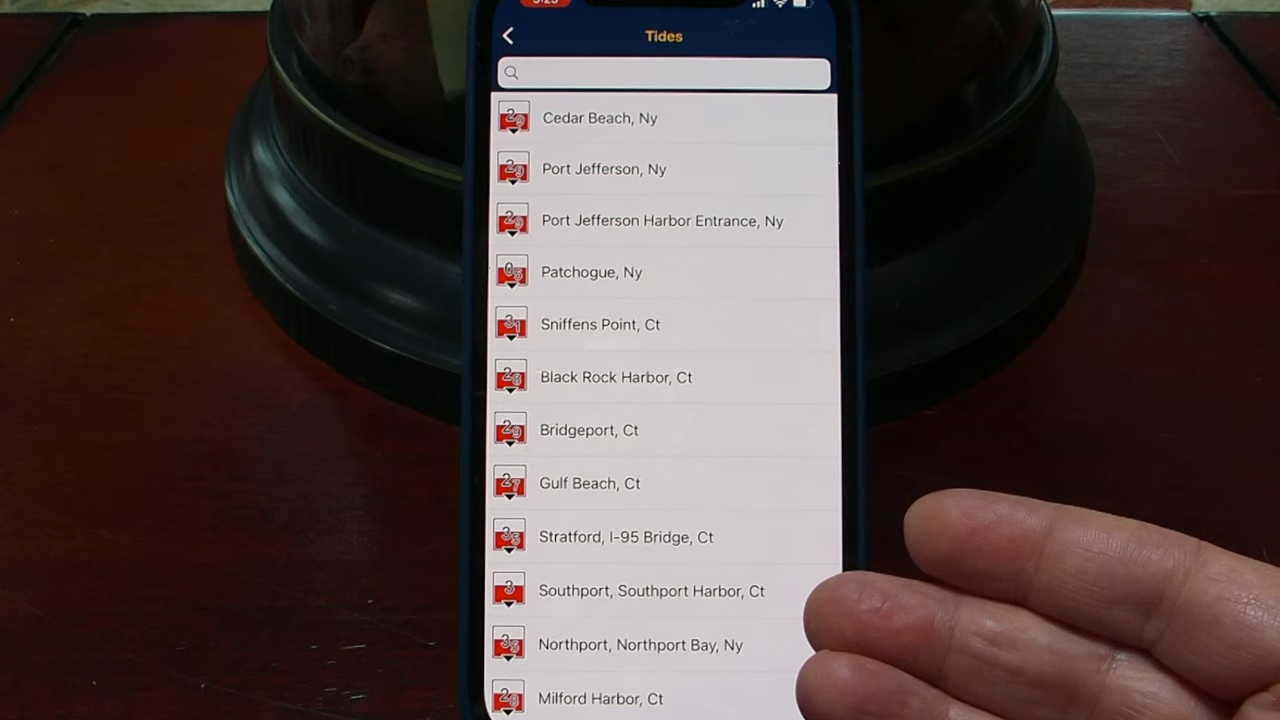 Tides
Cedar Beach, Ny
Port Jefferson, Ny
Port Jefferson Harbor Entrance, Ny
Patchogue, Ny
Sniffens Point, Ct
Black Rock Harbor, Ct
Bridgeport, Ct
Gulf Beach, Ct
Stratford, I-95 Bridge, Ct
3 Southport, Southport Harbor, Ct
Northport, Northport Bay, Ny
Milford Harbor, Ct